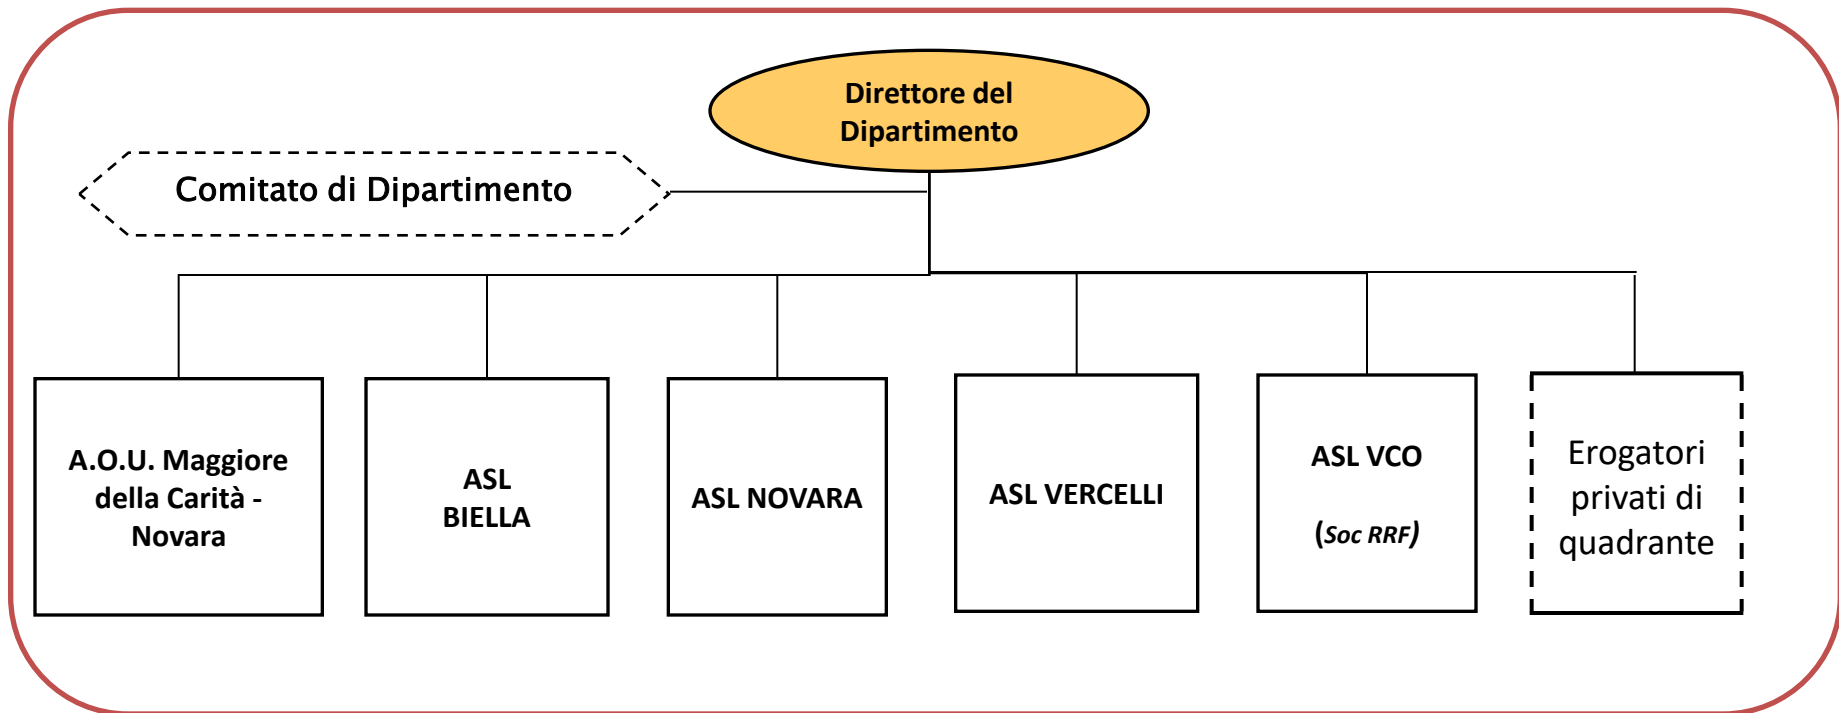 Direttore del
Dipartimento
Comitato di Dipartimento
A.O.U. Maggiore
della Carità -
Novara
ASL
BIELLA
ASL NOVARA
ASL VERCELLI
ASL VCO
(Soc RRF)
Erogatori
privati di
quadrante